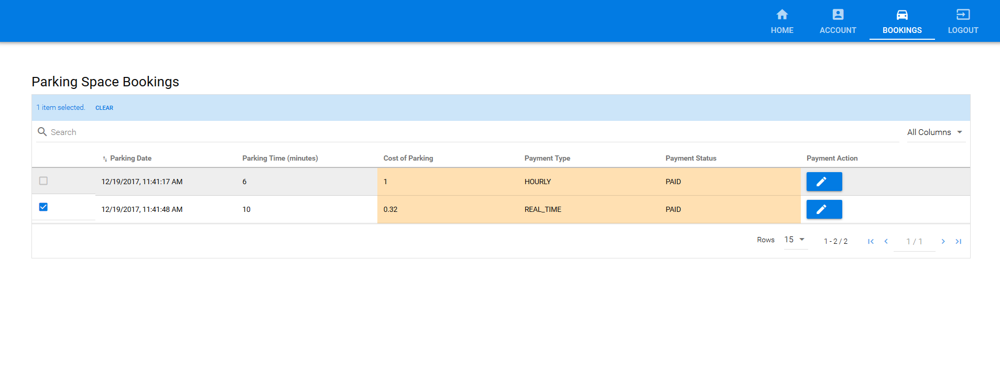 HOME ACCOUNT BOOKINGS LOGOUT
Parking Space Bookings
1 item selected. CLEAR
Search All Columns
Parking Date Parking Time (minutes) Cost of Parking Payment Type Payment Status Payment Action
12/19/2017, 11:41:17 AM 6 1 HOURLY PAID
12/19/2017, 11:41:48 AM 10 0.32 REAL_TIME PAID
Rows 15 1 - 2 / 2 1 / 1